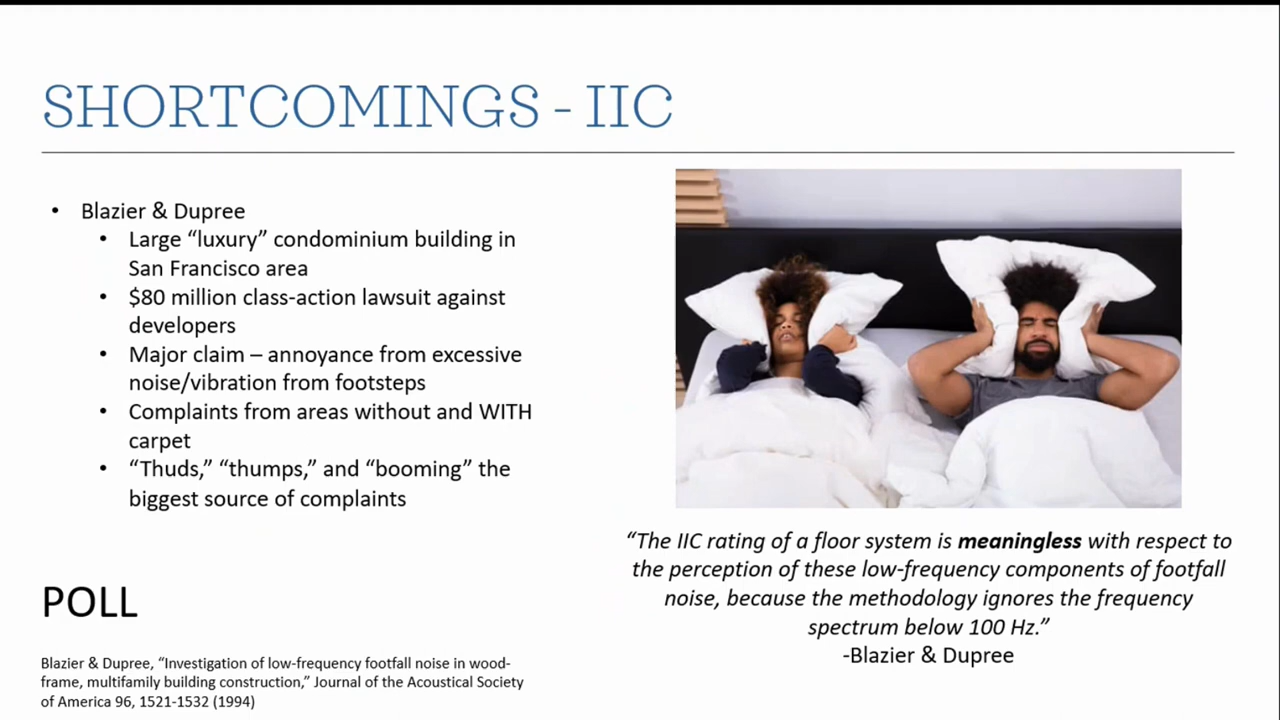 SHORTCOMINGS - IIC
• Blazier & Dupree
• Large “luxury” condominium building in
San Francisco area
• $80 million class-action lawsuit against
developers
• Major claim – annoyance from excessive
noise/vibration from footsteps
• Complaints from areas without and WITH
carpet
• “Thuds,” “thumps,” and “booming” the
biggest source of complaints
“The IIC rating of a floor system is meaningless with respect to
the perception of these low-frequency components of footfall
noise, because the methodology ignores the frequency
spectrum below 100 Hz.”
-Blazier & Dupree
POLL
Blazier & Dupree, “Investigation of low-frequency footfall noise in wood-
frame, multifamily building construction,” Journal of the Acoustical Society
of America 96, 1521-1532 (1994)